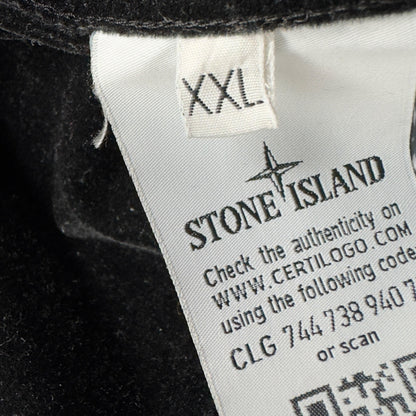 XXL
STONE ISLAND
Check the authenticity on
WWW.CERTILOGO.COM
using the following code
CLG 744 738 940
or scan